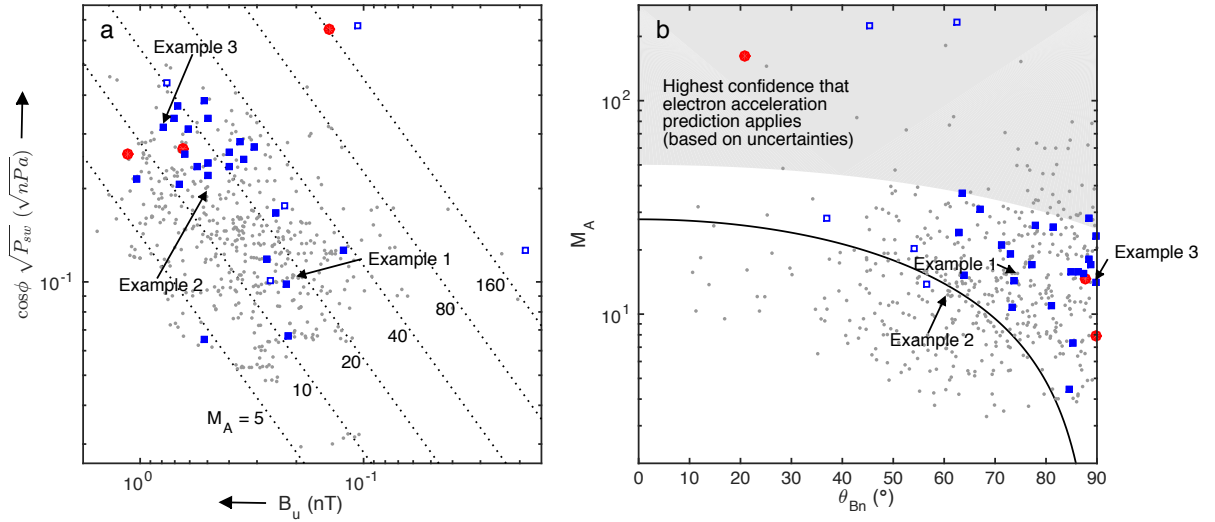 a
Example 3
Example 2
Example 1
M_A = 5
10
20
40
80
160
cosφ √P_sw (√nPa)
10^-1
10^0
10^-1
B_u (nT)
b
Highest confidence that
electron acceleration
prediction applies
(based on uncertainties)
Example 1
Example 2
Example 3
M_A
10^2
10^1
0 10 20 30 40 50 60 70 80 90
θ_Bn (°)